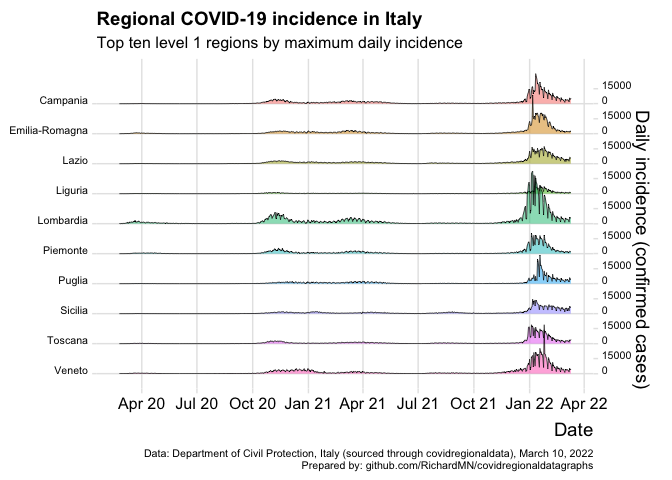 Regional COVID-19 incidence in Italy
Top ten level 1 regions by maximum daily incidence
Campania
Emilia-Romagna
Lazio
Liguria
Lombardia
Piemonte
Puglia
Sicilia
Toscana
Veneto
15000
0
15000
0
15000
0
15000
0
15000
0
15000
0
15000
0
15000
0
15000
0
15000
0
Daily incidence (confirmed cases)
Apr 20 Jul 20 Oct 20 Jan 21 Apr 21 Jul 21 Oct 21 Jan 22 Apr 22
Date
Data: Department of Civil Protection, Italy (sourced through covidregionaldata), March 10, 2022
Prepared by: github.com/RichardMN/covidregionaldatagraphs